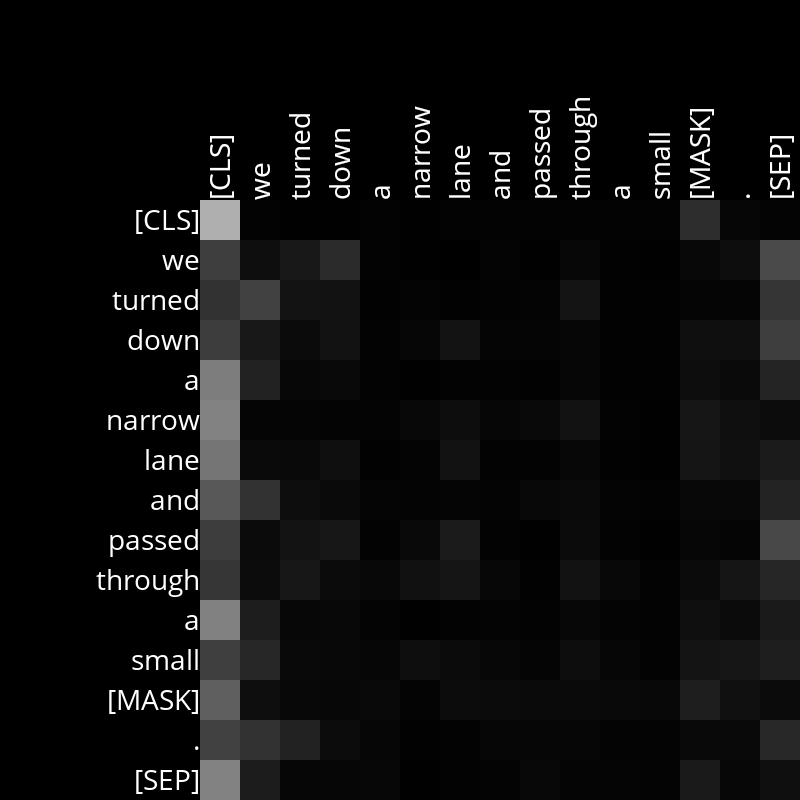 [CLS] we turned down a narrow lane and passed through a small [MASK] . [SEP]
[CLS]
we
turned
down
a
narrow
lane
and
passed
through
a
small
[MASK]
.
[SEP]